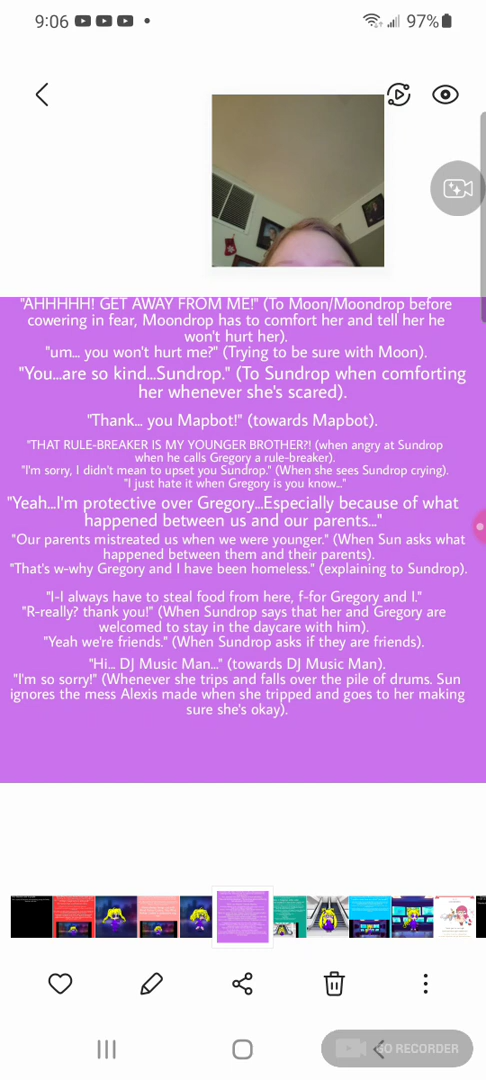 9:06
97%
"AHHHHH! GET AWAY FROM ME!" (To Moon/Moondrop before
cowering in fear, Moondrop has to comfort her and tell her he
won't hurt her).
"um... you won't hurt me?" (Trying to be sure with Moon).
"You...are so kind...Sundrop." (To Sundrop when comforting
her whenever she's scared).
"Thank... you Mapbot!" (towards Mapbot).
"THAT RULE-BREAKER IS MY YOUNGER BROTHER?! (when angry at Sundrop
when he calls Gregory a rule-breaker).
"I'm sorry, I didn't mean to upset you Sundrop." (When she sees Sundrop crying).
"I just hate it when Gregory is you know..."
"Yeah...I'm protective over Gregory...Especially because of what
happened between us and our parents..."
"Our parents mistreated us when we were younger." (When Sun asks what
happened between them and their parents).
"That's w-why Gregory and I have been homeless." (explaining to Sundrop).
"I-I always have to steal food from here, f-for Gregory and I."
"R-really? thank you!" (When Sundrop says that her and Gregory are
welcomed to stay in the daycare with him).
"Yeah we're friends." (When Sundrop asks if they are friends).
"Hi... DJ Music Man..." (towards DJ Music Man).
"I'm so sorry!" (Whenever she trips and falls over the pile of drums. Sun
ignores the mess Alexis made when she tripped and goes to her making
sure she's okay).
GO RECORDER